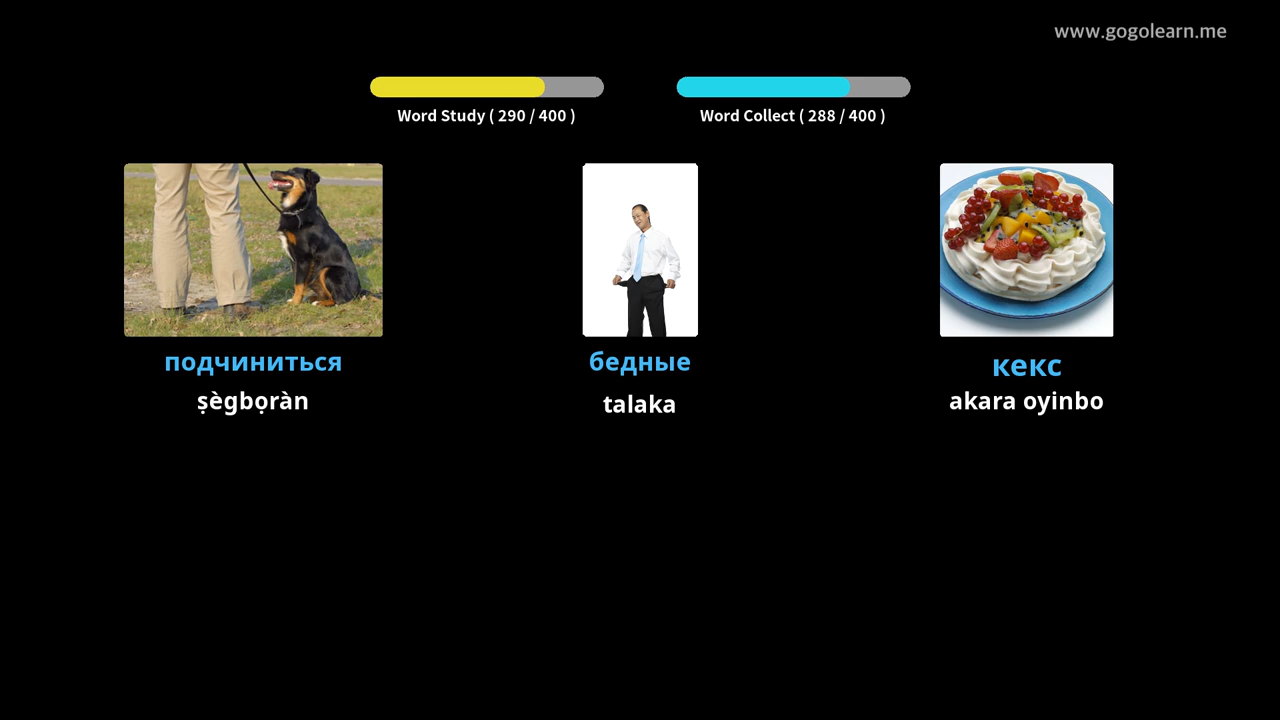 www.gogolearn.me
Word Study ( 290 / 400 )
Word Collect ( 288 / 400 )
подчиниться
бедные
кекс
ṣègbọràn
talaka
akara oyinbo